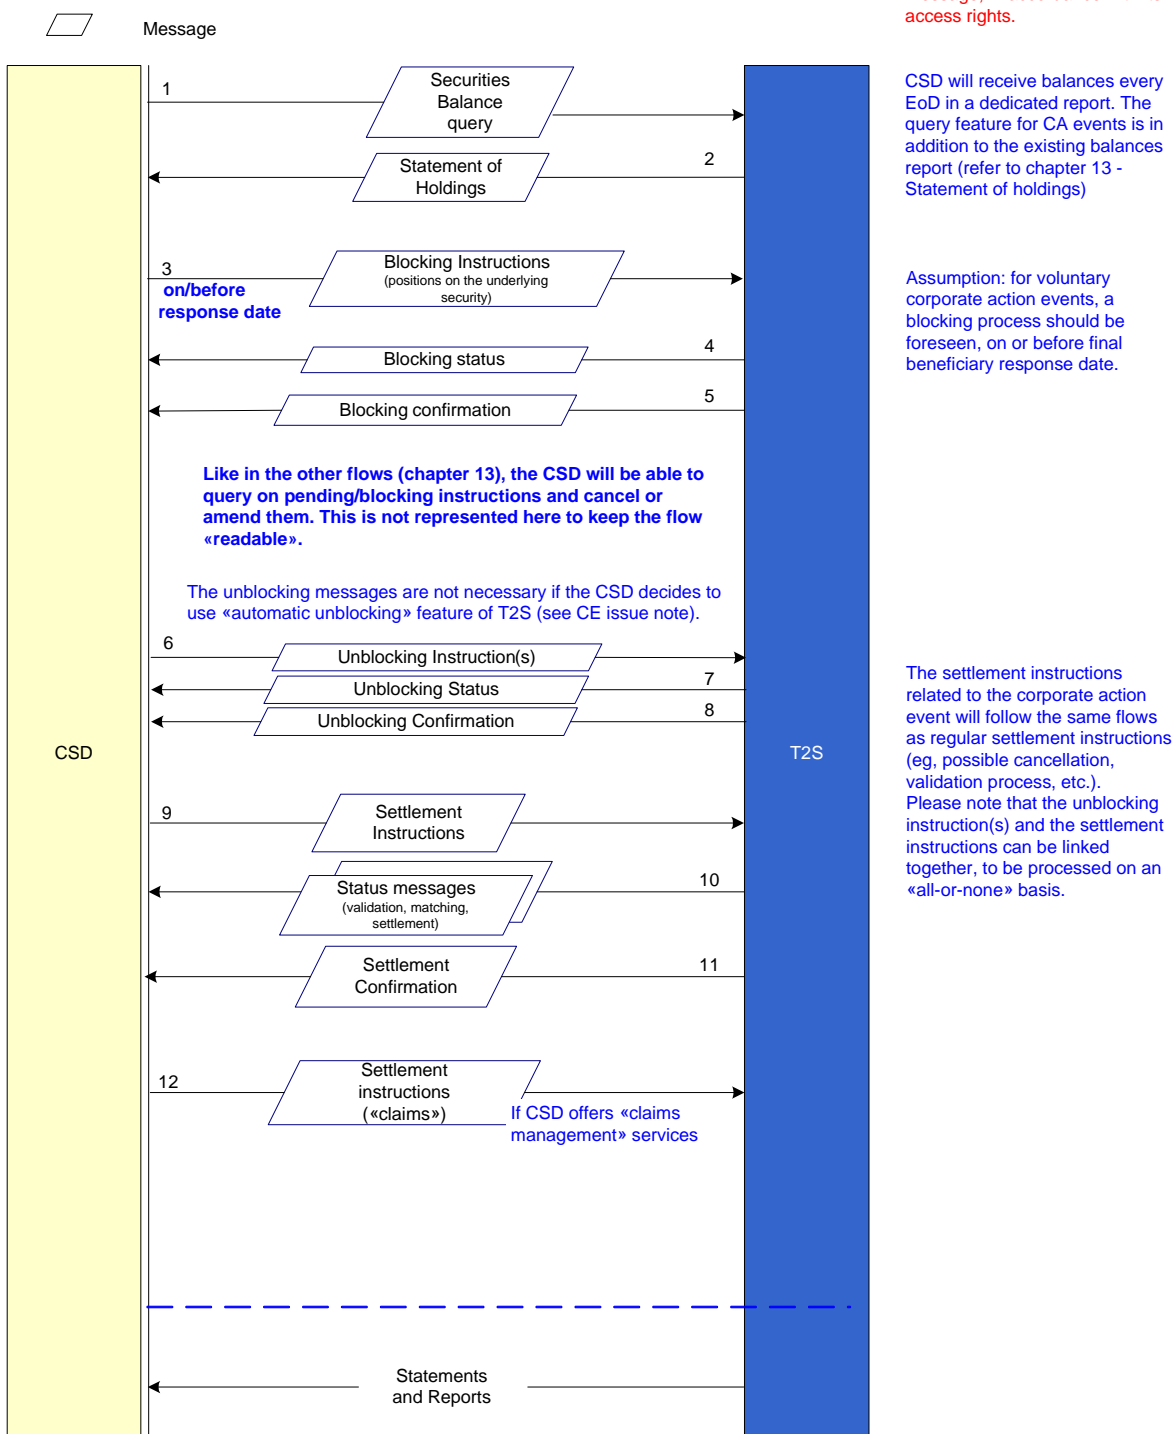 access rights.
Message
1
Securities
Balance
query
CSD will receive balances every
EoD in a dedicated report. The
query feature for CA events is in
addition to the existing balances
report (refer to chapter 13 -
Statement of holdings)
Statement of
Holdings
2
3
on/before
response date
Blocking Instructions
(positions on the underlying
security)
Assumption: for voluntary
corporate action events, a
blocking process should be
foreseen, on or before final
beneficiary response date.
Blocking status
4
Blocking confirmation
5
Like in the other flows (chapter 13), the CSD will be able to
query on pending/blocking instructions and cancel or
amend them. This is not represented here to keep the flow
«readable».
The unblocking messages are not necessary if the CSD decides to
use «automatic unblocking» feature of T2S (see CE issue note).
6
Unblocking Instruction(s)
Unblocking Status
7
Unblocking Confirmation
8
The settlement instructions
related to the corporate action
event will follow the same flows
as regular settlement instructions
(eg, possible cancellation,
validation process, etc.).
Please note that the unblocking
instruction(s) and the settlement
instructions can be linked
together, to be processed on an
«all-or-none» basis.
CSD
T2S
9
Settlement
Instructions
Status messages
(validation, matching,
settlement)
10
Settlement
Confirmation
11
12
Settlement
instructions
(«claims»)
If CSD offers «claims
management» services
Statements
and Reports